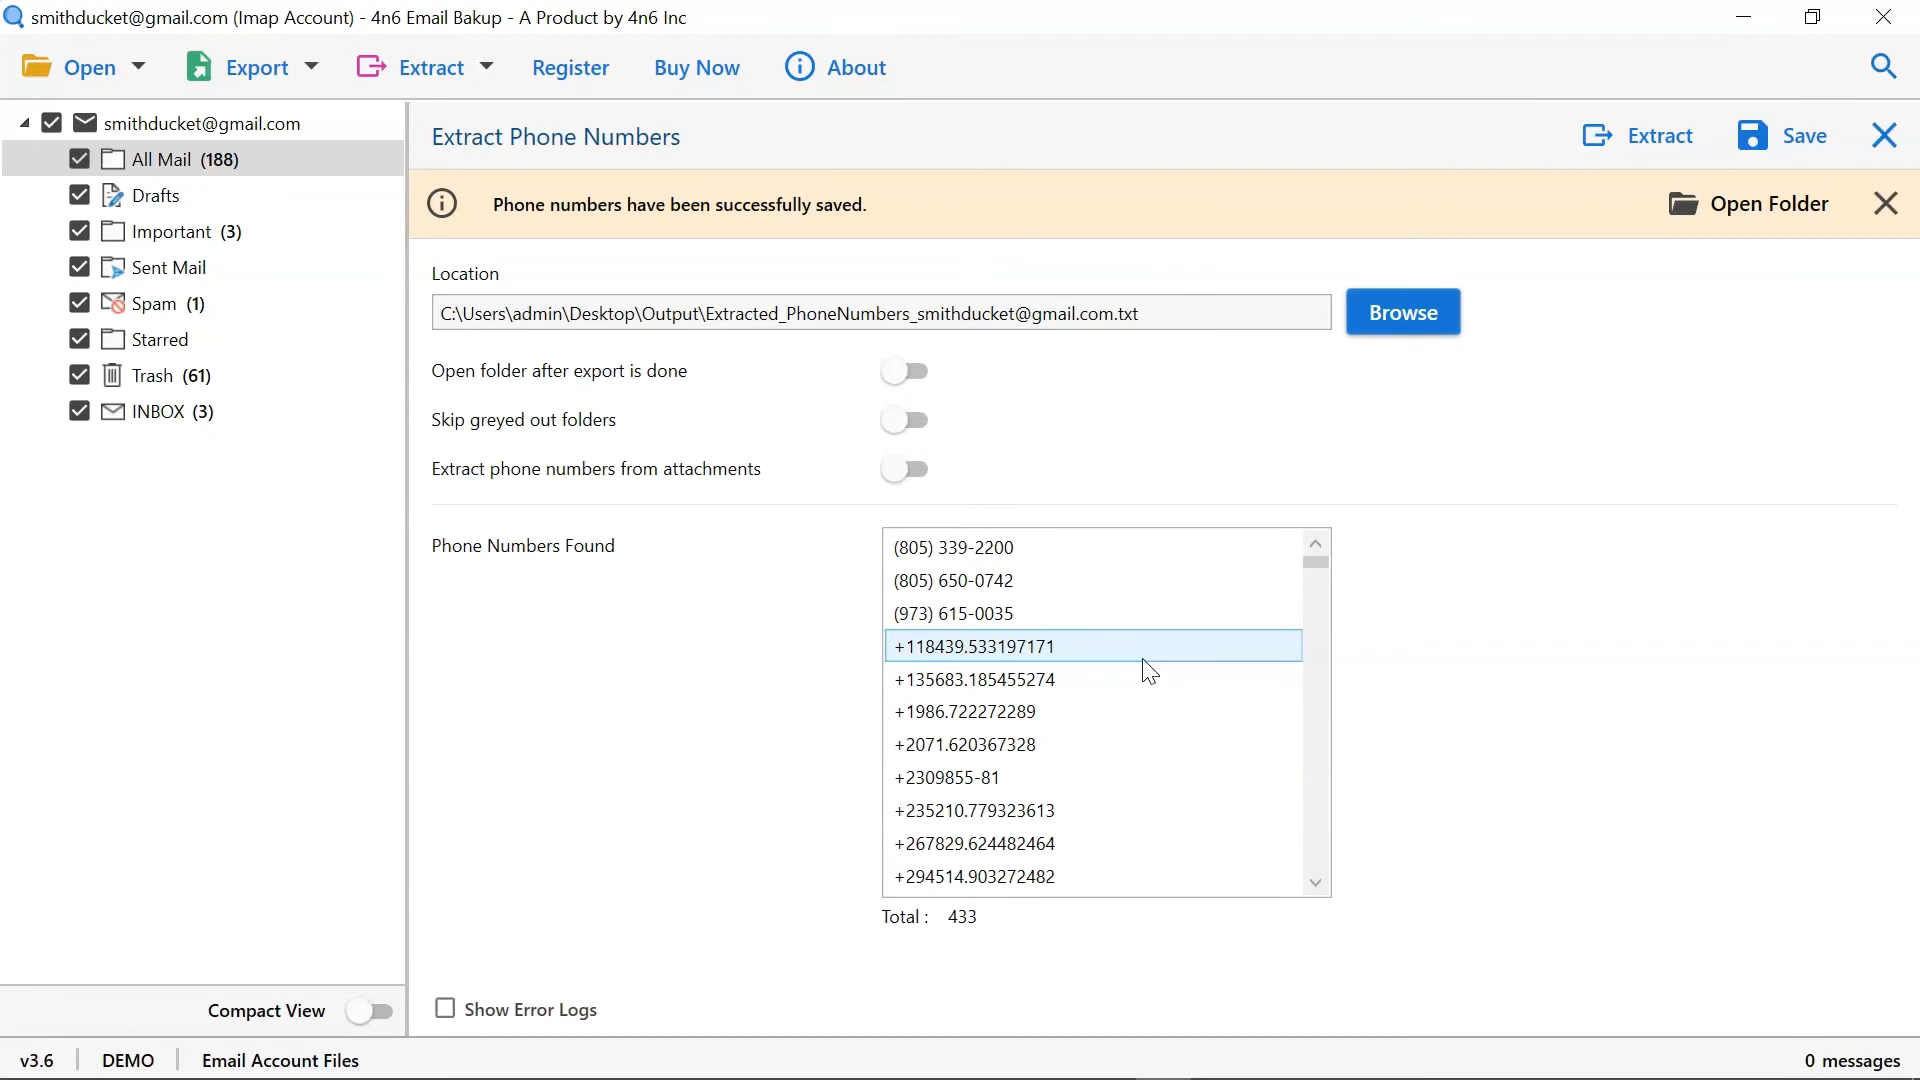 smithducket@gmail.com (Imap Account) - 4n6 Email Bakup - A Product by 4n6 Inc
Open Export Extract Register Buy Now About
smithducket@gmail.com
All Mail (188)
Drafts
Important (3)
Sent Mail
Spam (1)
Starred
Trash (61)
INBOX (3)
Extract Phone Numbers
Extract Save
Phone numbers have been successfully saved.
Open Folder
Location
C:\Users\admin\Desktop\Output\Extracted_PhoneNumbers_smithducket@gmail.com.txt
Browse
Open folder after export is done
Skip greyed out folders
Extract phone numbers from attachments
Phone Numbers Found
(805) 339-2200
(805) 650-0742
(973) 615-0035
+118439.533197171
+135683.185455274
+1986.722272289
+2071.620367328
+2309855-81
+235210.779323613
+267829.624482464
+294514.903272482
Total : 433
Compact View
Show Error Logs
v3.6 DEMO Email Account Files 0 messages